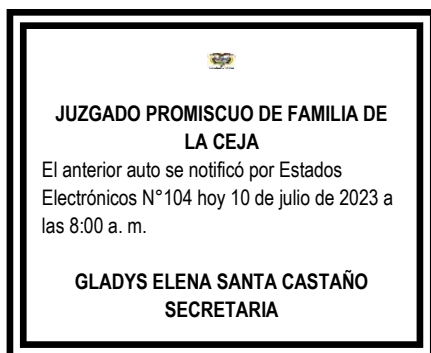 JUZGADO PROMISCUO DE FAMILIA DE
LA CEJA
El anterior auto se notificó por Estados
Electrónicos N°104 hoy 10 de julio de 2023 a
las 8:00 a. m.
GLADYS ELENA SANTA CASTAÑO
SECRETARIA